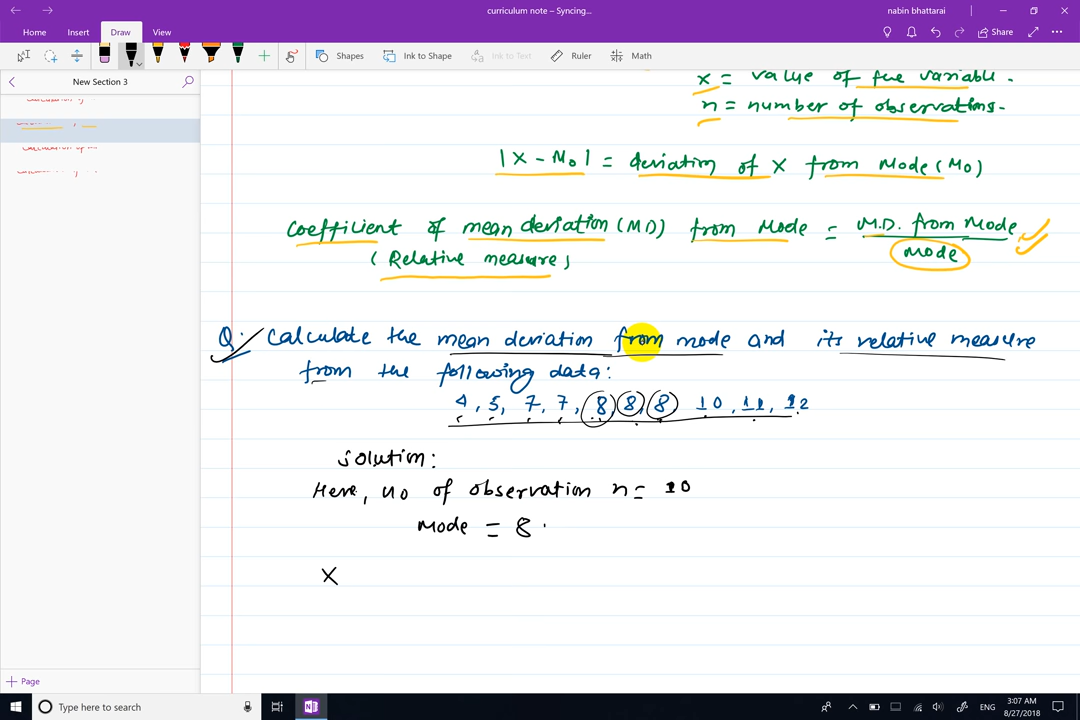 curriculum note – Syncing...
nabin bhattarai
Home Insert Draw View
Share
Shapes Ink to Shape Ink to Text Ruler Math
New Section 3
x = value of the variable.
n = number of observations.
|X - Mo| = deviation of X from Mode (Mo)
Coefficient of mean deviation (MD) from Mode = M.D. from Mode
(Relative measure) Mode
Q. Calculate the mean deviation from mode and its relative measure
from the following data:
4, 5, 7, 7, 8, 8, 8 10, 11, 12
Solution:
Here, no of observation n = 10
Mode = 8.
X
Page
Type here to search
ENG
3:07 AM
8/27/2018